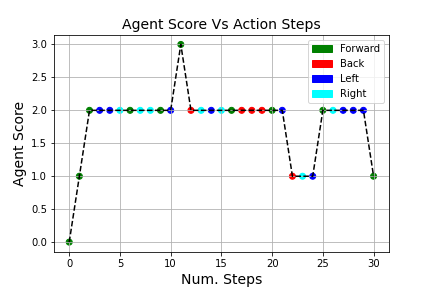 Agent Score Vs Action Steps
3.0
2.5
2.0
1.5
1.0
0.5
0.0
Agent Score
Forward
Back
Left
Right
0 5 10 15 20 25 30
Num. Steps